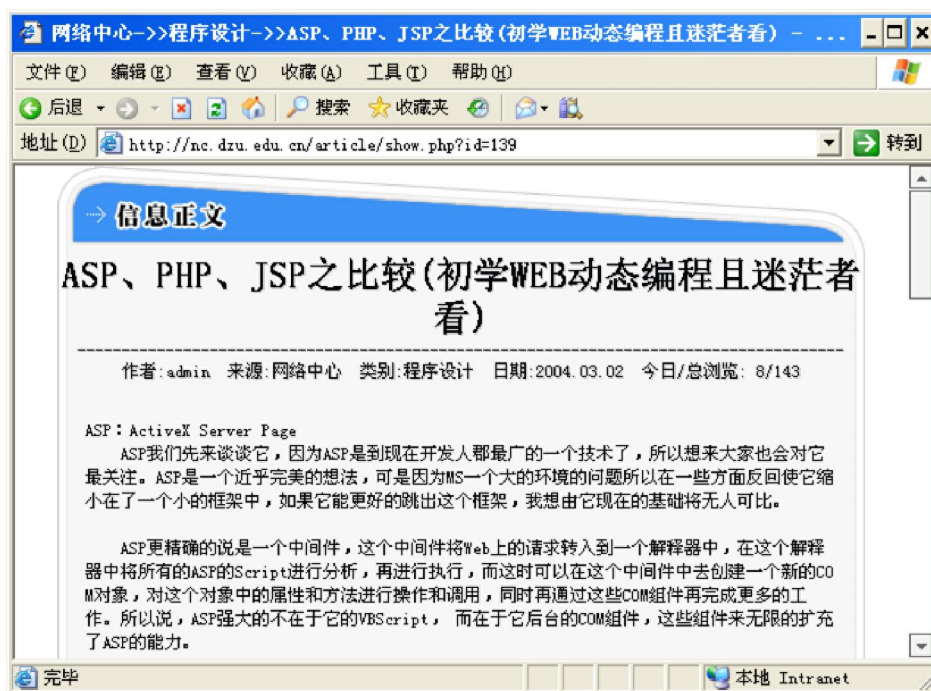 网络中心->>程序设计->>ASP、PHP、JSP之比较(初学WEB动态编程且迷茫者看) - ...
文件(F) 编辑(E) 查看(V) 收藏(A) 工具(T) 帮助(H)
后退 搜索 收藏夹
地址(D) http://nc.dzu.edu.cn/article/show.php?id=139 转到
信息正文
ASP、PHP、JSP之比较(初学WEB动态编程且迷茫者
看)
作者:admin 来源:网络中心 类别:程序设计 日期:2004.03.02 今日/总浏览: 8/143
ASP：ActiveX Server Page
ASP我们先来谈谈它，因为ASP是到现在开发人郡最广的一个技术了，所以想来大家也会对它
最关注。ASP是一个近乎完美的想法，可是因为MS一个大的环境的问题所以在一些方面反回使它缩
小在了一个小的框架中，如果它能更好的跳出这个框架，我想由它现在的基础将无人可比。
ASP更精确的说是一个中间件，这个中间件将Web上的请求转入到一个解释器中，在这个解释
器中将所有的ASP的Script进行分析，再进行执行，而这时可以在这个中间件中去创建一个新的CO
M对象，对这个对象中的属性和方法进行操作和调用，同时再通过这些COM组件再完成更多的工
作。所以说，ASP强大的不在于它的VBScript， 而在于它后台的COM组件，这些组件来无限的扩充
了ASP的能力。
完毕 本地 Intranet